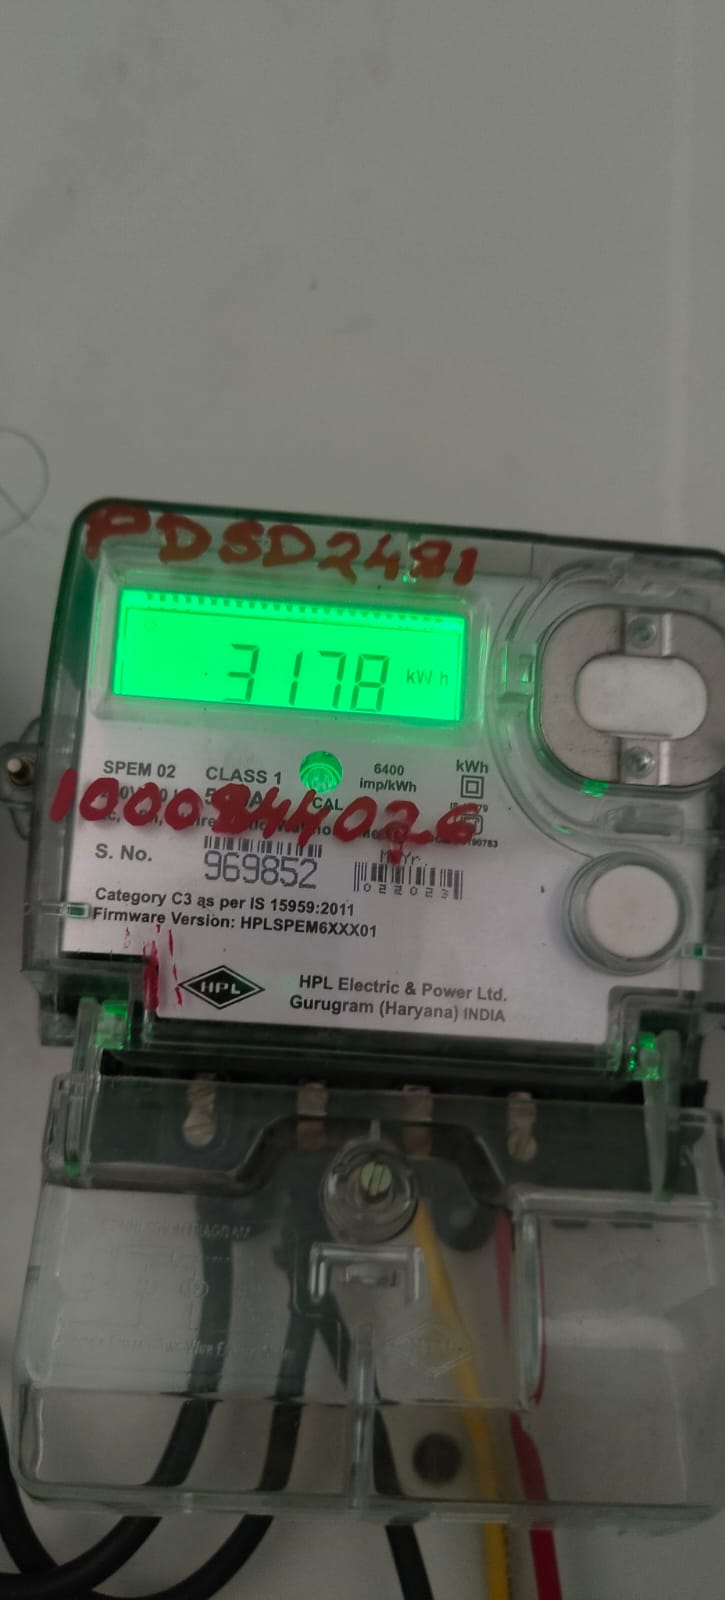 PDSD2481
3178 kWh
SPEM 02 CLASS 1 6400 imp/kWh kWh
CAL
1000844026
S. No. 969852 M Yr.
022023
Category C3 as per IS 15959:2011
Firmware Version: HPLSPEM6XXX01
HPL HPL Electric & Power Ltd.
Gurugram (Haryana) INDIA